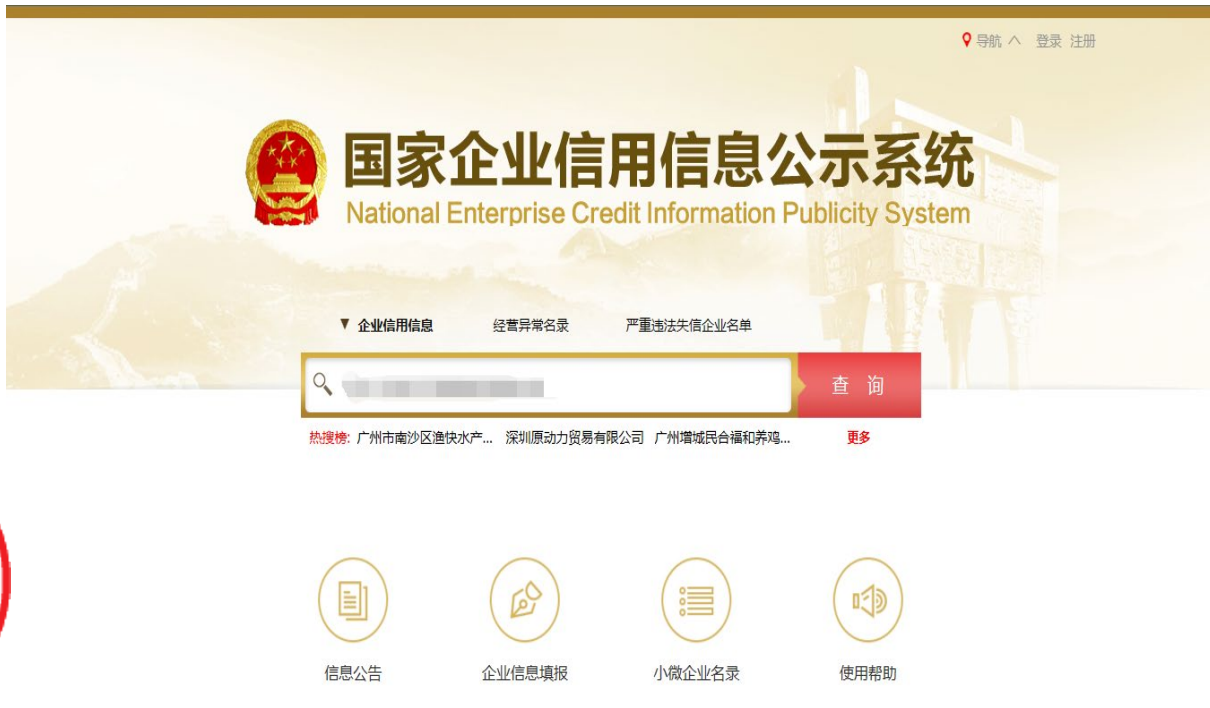 导航 登录 注册
国家企业信用信息公示系统
National Enterprise Credit Information Publicity System
企业信用信息 经营异常名录 严重违法失信企业名单
查 询
热搜榜: 广州市南沙区渔快水产... 深圳原动力贸易有限公司 广州增城民合福和养鸡... 更多
信息公告 企业信息填报 小微企业名录 使用帮助